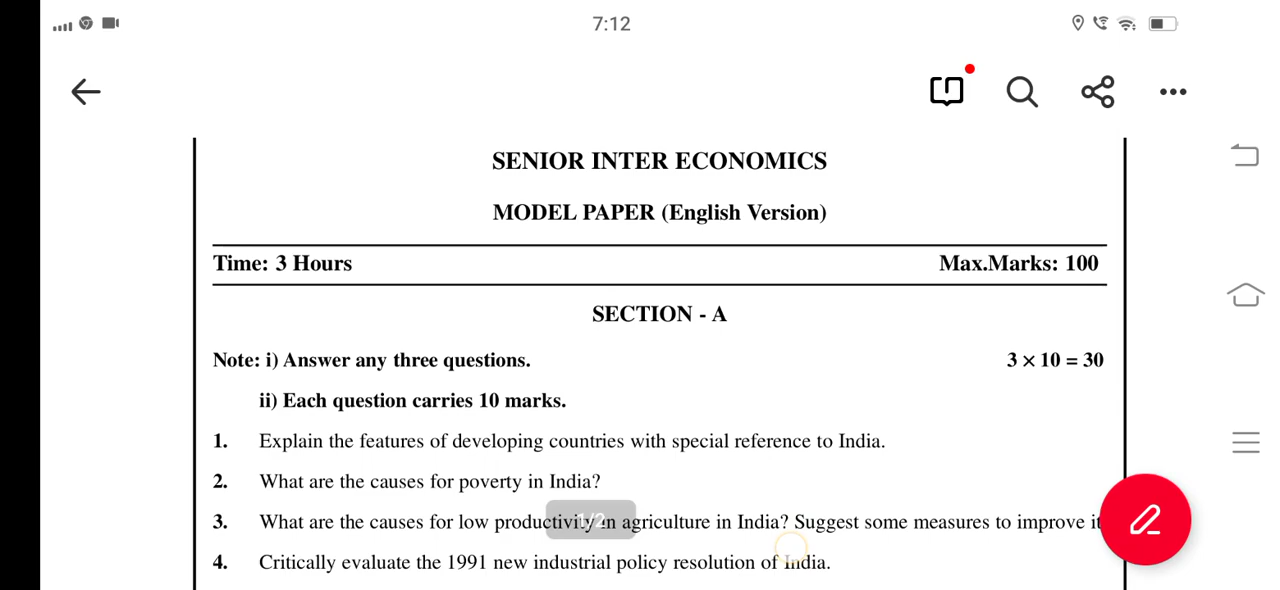 7:12
SENIOR INTER ECONOMICS
MODEL PAPER (English Version)
Time: 3 Hours Max.Marks: 100
SECTION - A
Note: i) Answer any three questions. 3 × 10 = 30
ii) Each question carries 10 marks.
1. Explain the features of developing countries with special reference to India.
2. What are the causes for poverty in India?
3. What are the causes for low productivity in agriculture in India? Suggest some measures to improve it
1/2
4. Critically evaluate the 1991 new industrial policy resolution of India.